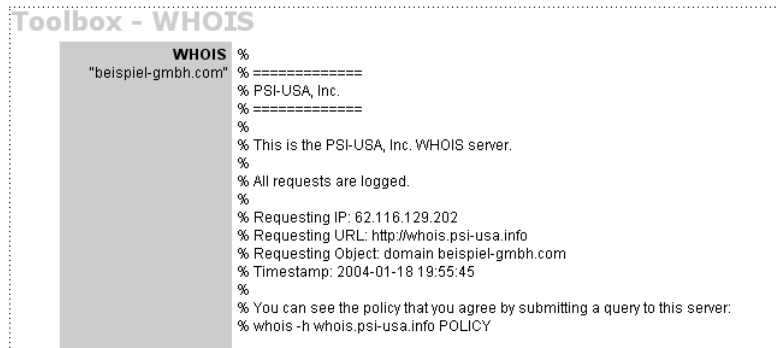 Toolbox - WHOIS
WHOIS
"beispiel-gmbh.com"
%
% =============
% PSI-USA, Inc.
% =============
%
% This is the PSI-USA, Inc. WHOIS server.
%
% All requests are logged.
%
% Requesting IP: 62.116.129.202
% Requesting URL: http://whois.psi-usa.info
% Requesting Object: domain beispiel-gmbh.com
% Timestamp: 2004-01-18 19:55:45
%
% You can see the policy that you agree by submitting a query to this server:
% whois -h whois.psi-usa.info POLICY